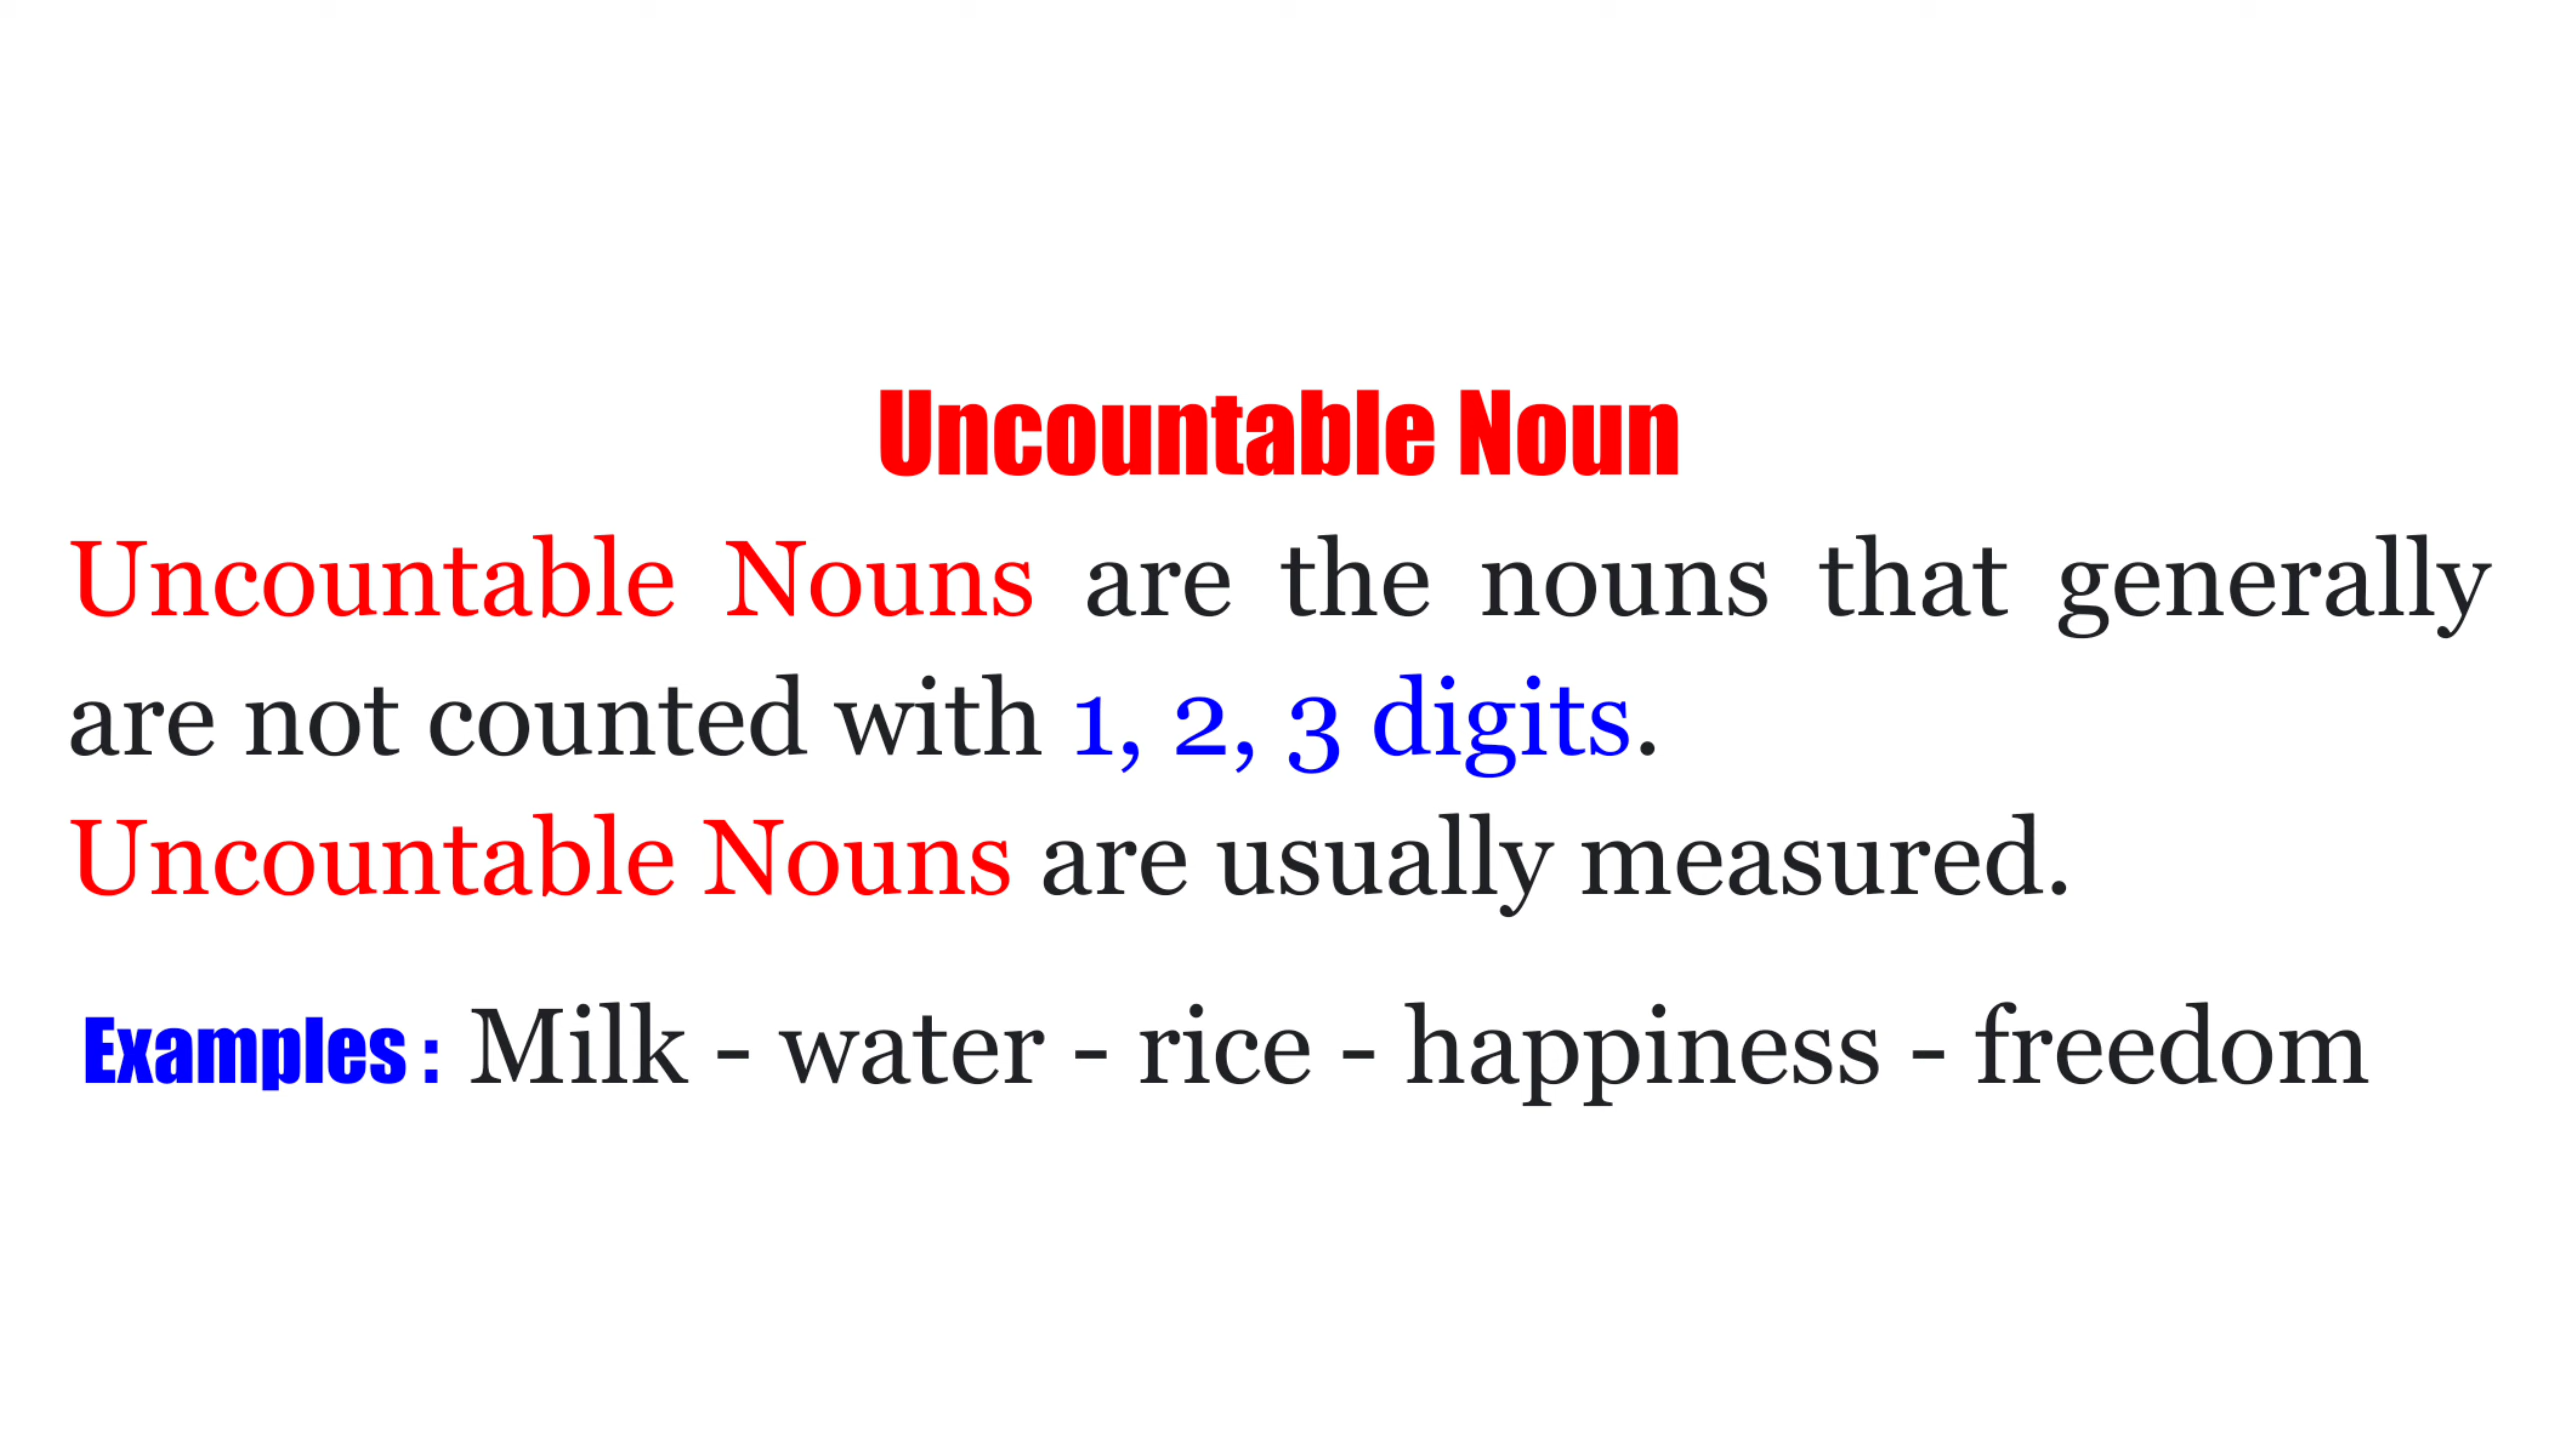 Uncountable Noun
Uncountable Nouns are the nouns that generally
are not counted with 1, 2, 3 digits.
Uncountable Nouns are usually measured.
Examples : Milk - water - rice - happiness - freedom